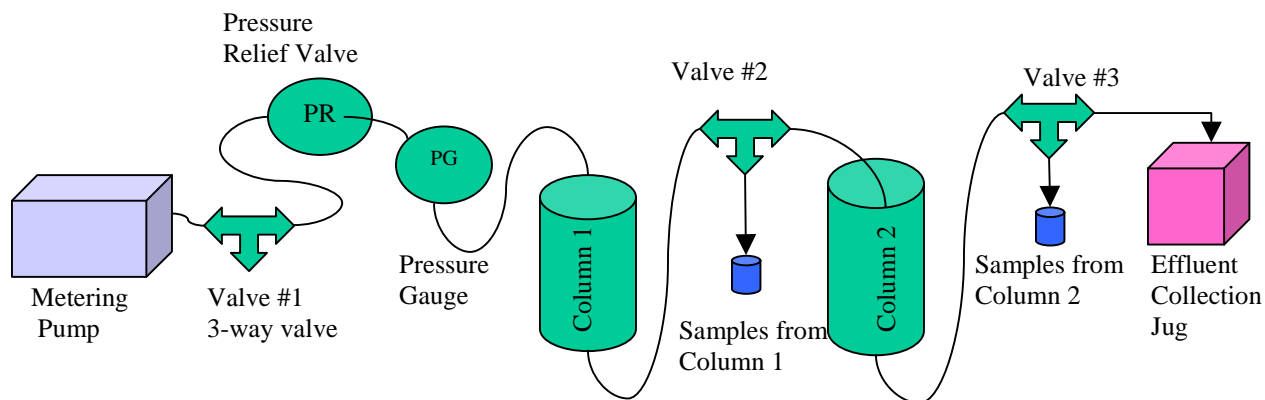 Pressure
Relief Valve
PR
PG
Valve #2
Valve #3
Metering
Pump
Valve #1
3-way valve
Pressure
Gauge
Column 1
Samples from
Column 1
Column 2
Samples from
Column 2
Effluent
Collection
Jug